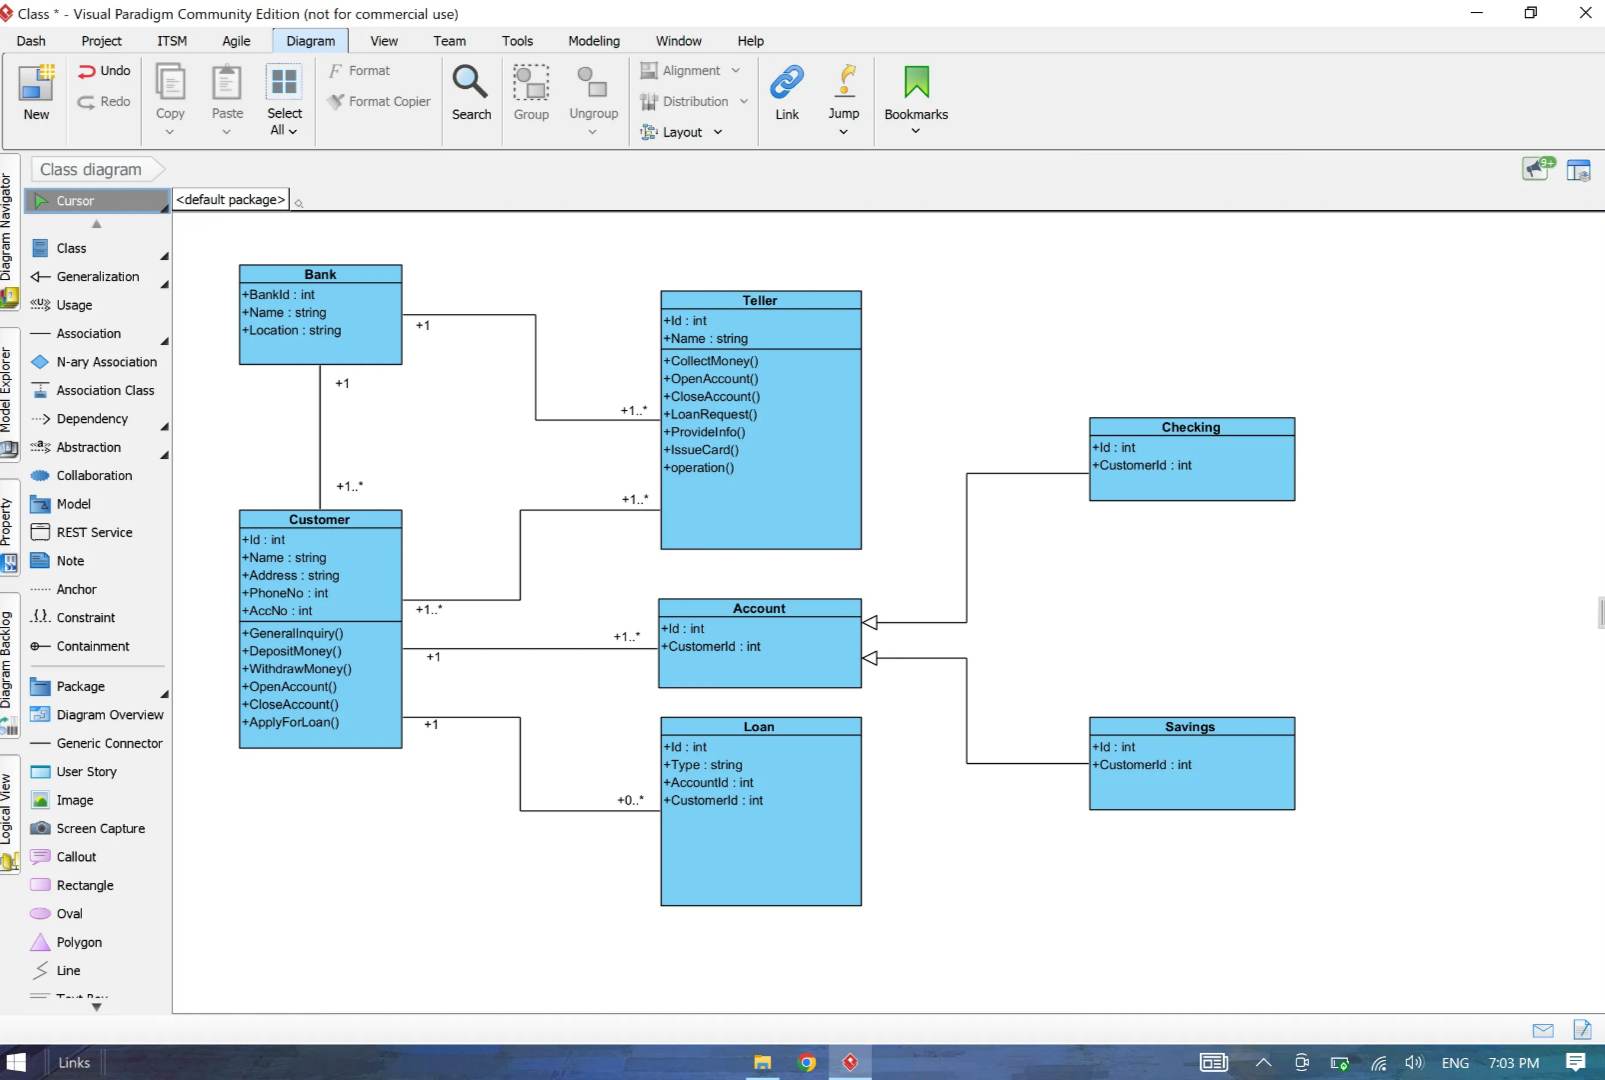 Class * - Visual Paradigm Community Edition (not for commercial use)
Dash Project ITSM Agile Diagram View Team Tools Modeling Window Help
New
Undo
Redo
Copy
Paste
Select
All
Format
Format Copier
Search
Group
Ungroup
Alignment
Distribution
Layout
Link
Jump
Bookmarks
Class diagram
9+
Diagram Navigator
Model Explorer
Property
Diagram Backlog
Logical View
Cursor
Class
Generalization
Usage
Association
N-ary Association
Association Class
Dependency
Abstraction
Collaboration
Model
REST Service
Note
Anchor
Constraint
Containment
Package
Diagram Overview
Generic Connector
User Story
Image
Screen Capture
Callout
Rectangle
Oval
Polygon
Line
<default package>
Bank
+BankId : int
+Name : string
+Location : string
+1
+1..*
+1
+1..*
Teller
+Id : int
+Name : string
+CollectMoney()
+OpenAccount()
+CloseAccount()
+LoanRequest()
+ProvideInfo()
+IssueCard()
+operation()
Customer
+Id : int
+Name : string
+Address : string
+PhoneNo : int
+AccNo : int
+GeneralInquiry()
+DepositMoney()
+WithdrawMoney()
+OpenAccount()
+CloseAccount()
+ApplyForLoan()
+1..*
+1..*
+1
+1..*
+1
+0..*
Account
+Id : int
+CustomerId : int
Loan
+Id : int
+Type : string
+AccountId : int
+CustomerId : int
Checking
+Id : int
+CustomerId : int
Savings
+Id : int
+CustomerId : int
Links
ENG
7:03 PM